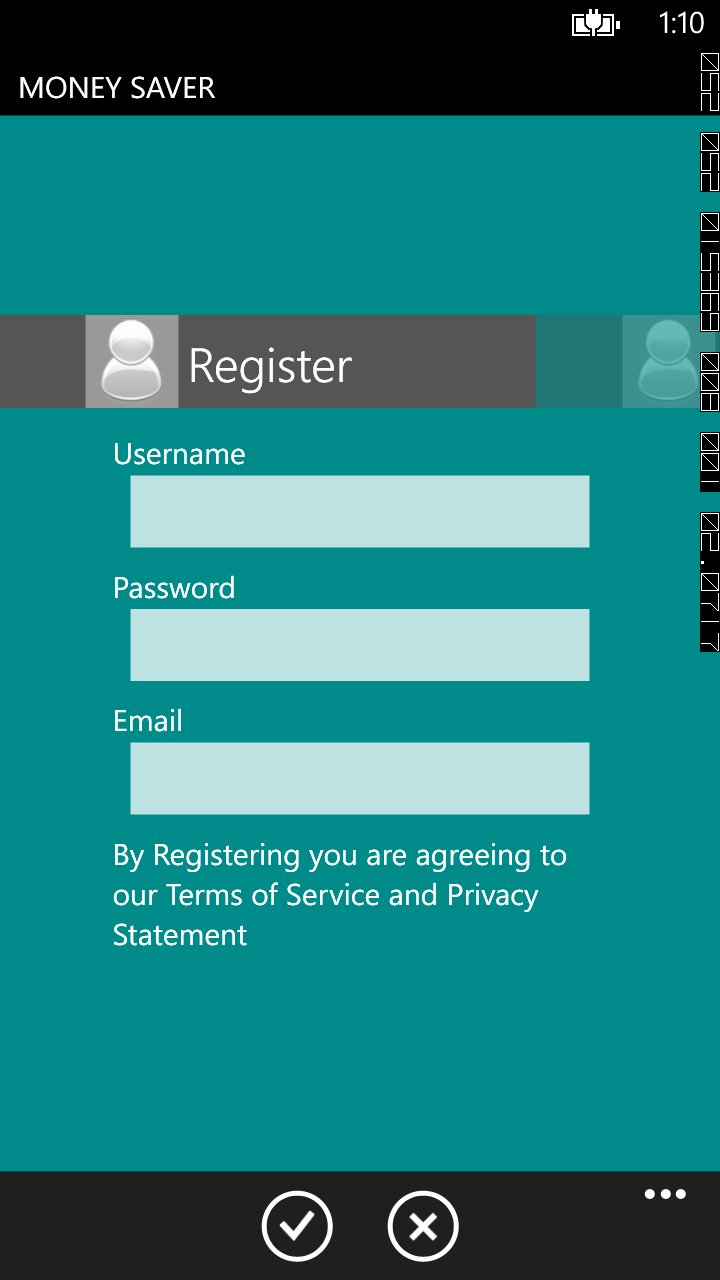 1:10
MONEY SAVER
Register
Username
Password
Email
By Registering you are agreeing to
our Terms of Service and Privacy
Statement